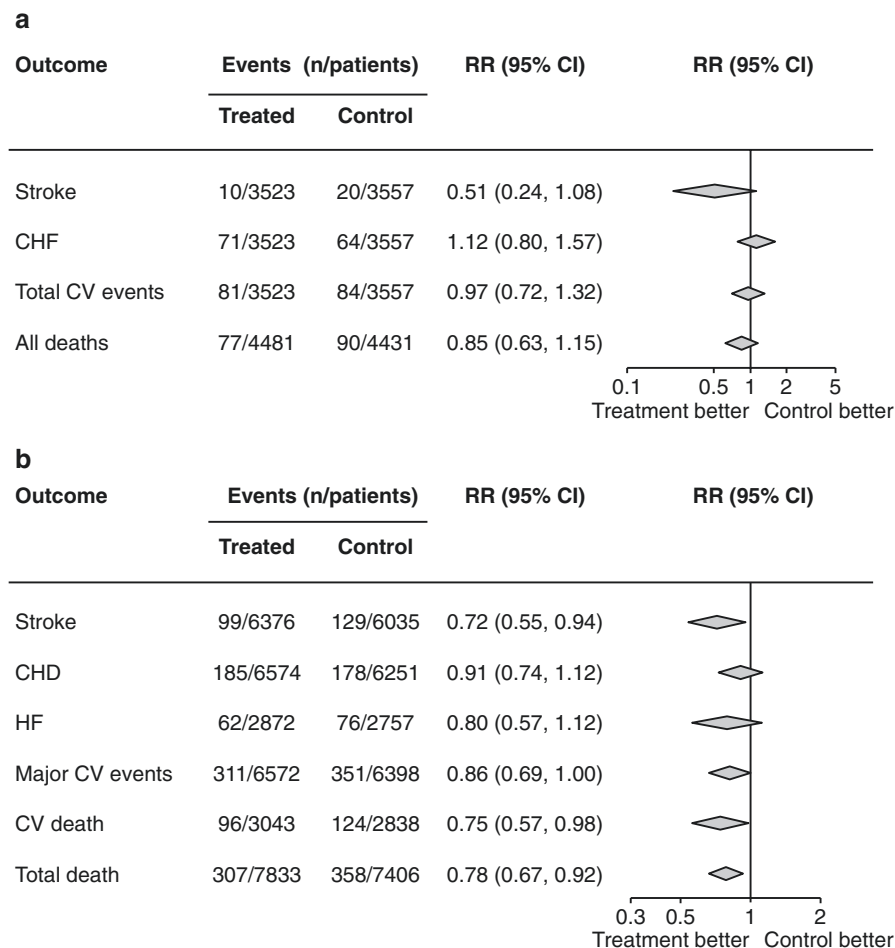 a
Outcome Events (n/patients) RR (95% CI) RR (95% CI)
Treated Control
Stroke 10/3523 20/3557 0.51 (0.24, 1.08)
CHF 71/3523 64/3557 1.12 (0.80, 1.57)
Total CV events 81/3523 84/3557 0.97 (0.72, 1.32)
All deaths 77/4481 90/4431 0.85 (0.63, 1.15)
0.1 0.5 1 2 5
Treatment better Control better
b
Outcome Events (n/patients) RR (95% CI) RR (95% CI)
Treated Control
Stroke 99/6376 129/6035 0.72 (0.55, 0.94)
CHD 185/6574 178/6251 0.91 (0.74, 1.12)
HF 62/2872 76/2757 0.80 (0.57, 1.12)
Major CV events 311/6572 351/6398 0.86 (0.69, 1.00)
CV death 96/3043 124/2838 0.75 (0.57, 0.98)
Total death 307/7833 358/7406 0.78 (0.67, 0.92)
0.3 0.5 1 2
Treatment better Control better